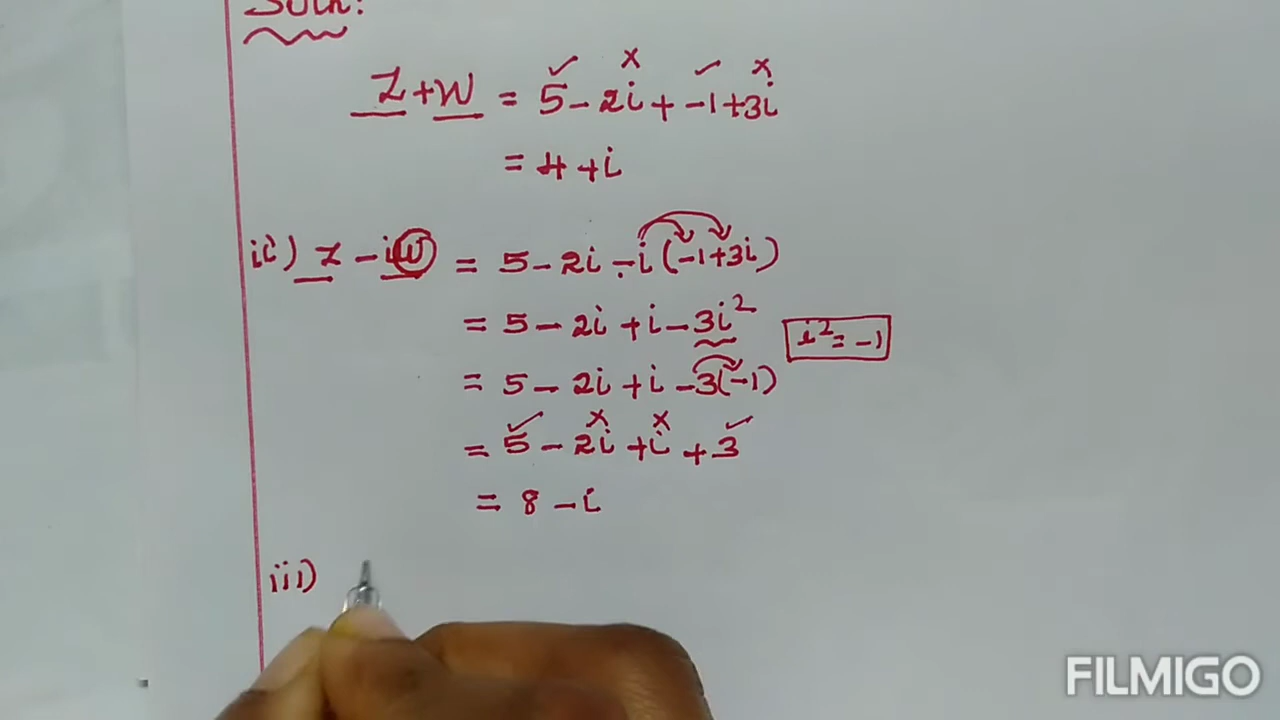 Soln:
Z+W = 5-2i+-1+3i
= 4+i
ii) Z-iW = 5-2i-i(-1+3i)
= 5-2i+i-3i²
i²=-1
= 5-2i+i-3(-1)
= 5-2i+i+3
= 8-i
iii)
FILMIGO